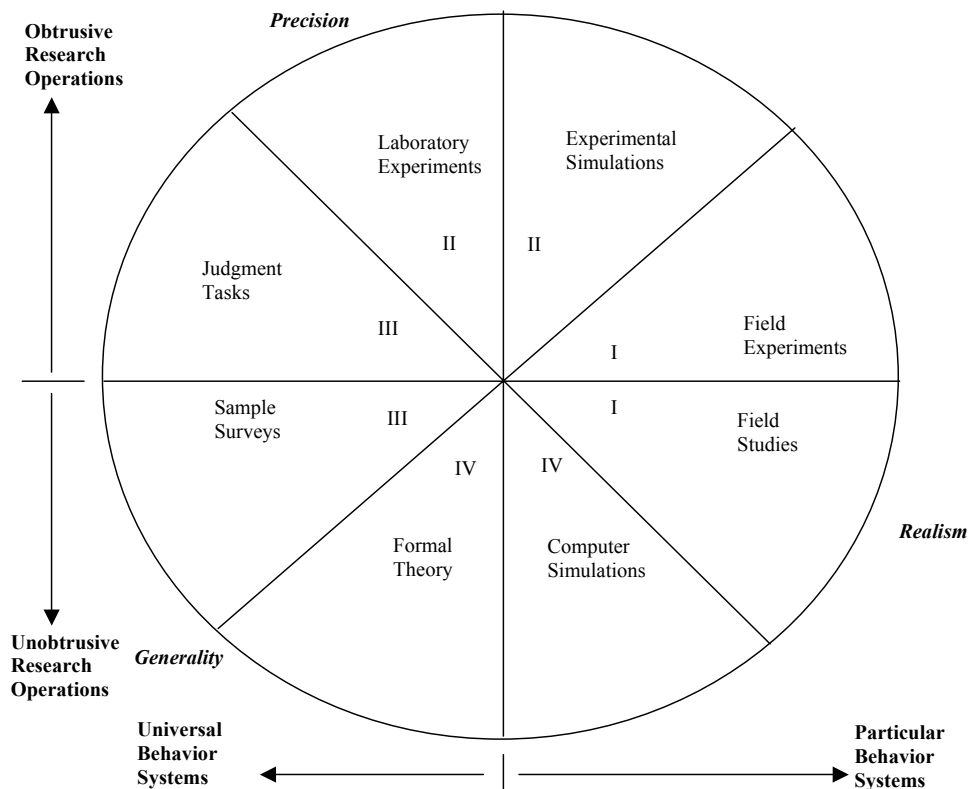 Obtrusive
Research
Operations
Precision
Laboratory
Experiments
Experimental
Simulations
II
II
Judgment
Tasks
III
Field
Experiments
I
Sample
Surveys
III
I
Field
Studies
IV
IV
Formal
Theory
Computer
Simulations
Realism
Unobtrusive
Research
Operations
Generality
Universal
Behavior
Systems
Particular
Behavior
Systems